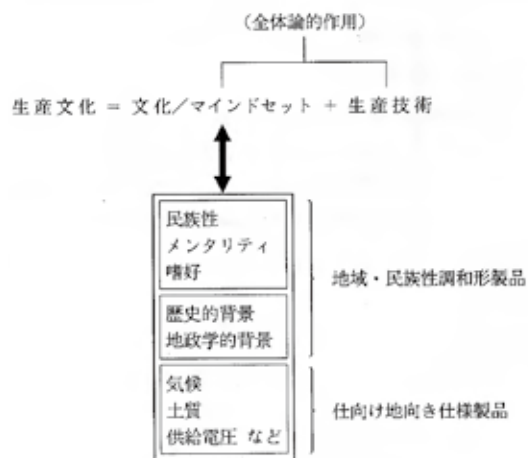 (全体論的作用)
生産文化 = 文化/マインドセット + 生産技術
民族性
メンタリティ
嗜好
地域・民族性調和形製品
歴史的背景
地政学的背景
気候
土質
供給電圧 など
仕向け地向き仕様製品